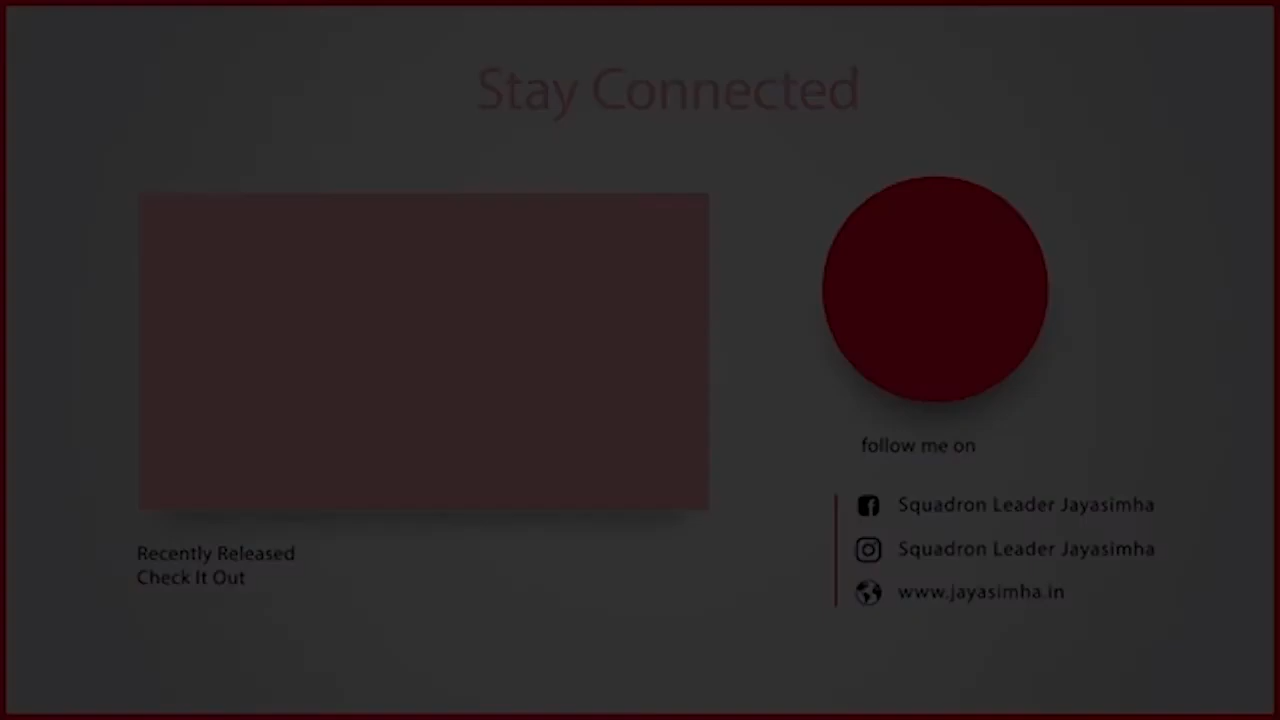 Stay Connected
Recently Released
Check It Out
follow me on
Squadron Leader Jayasimha
Squadron Leader Jayasimha
www.jayasimha.in